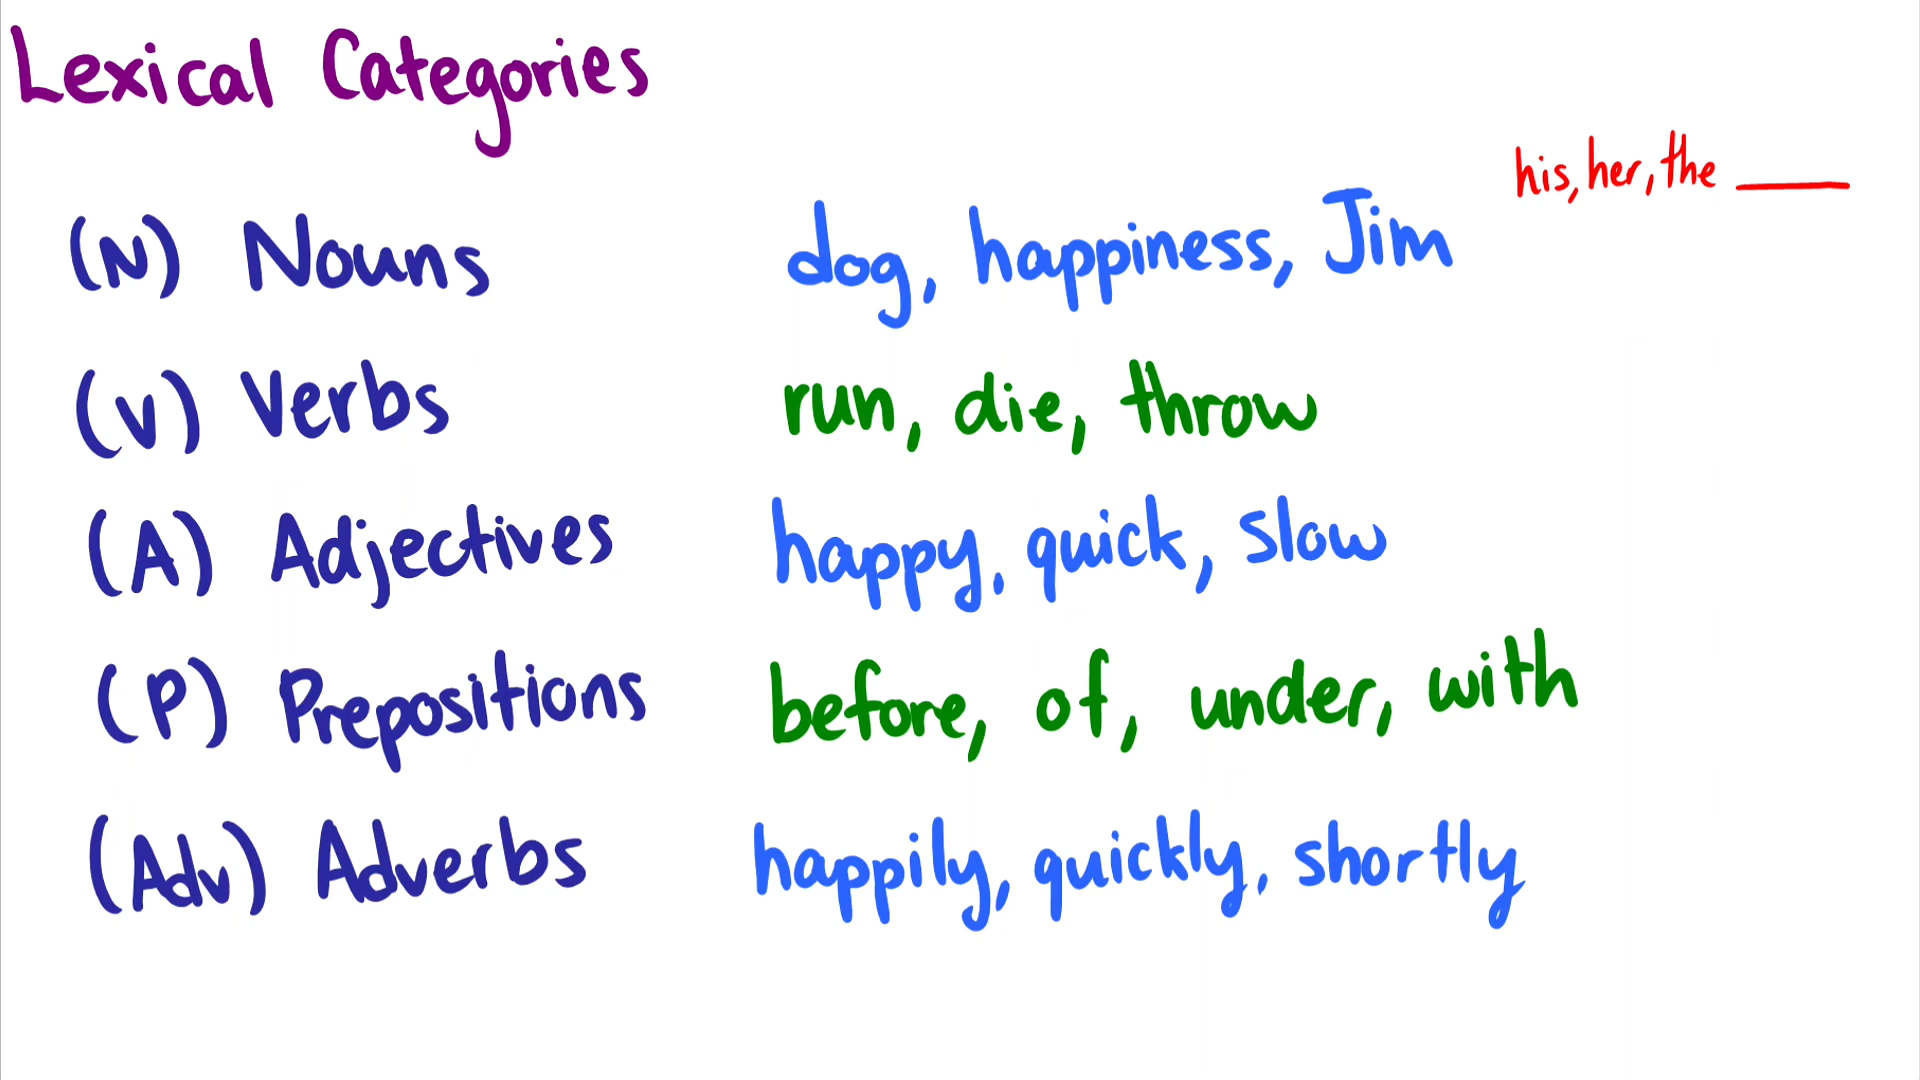 Lexical Categories
his, her, the ____
(N) Nouns dog, happiness, Jim
(V) Verbs run, die, throw
(A) Adjectives happy, quick, slow
(P) Prepositions before, of, under, with
(Adv) Adverbs happily, quickly, shortly